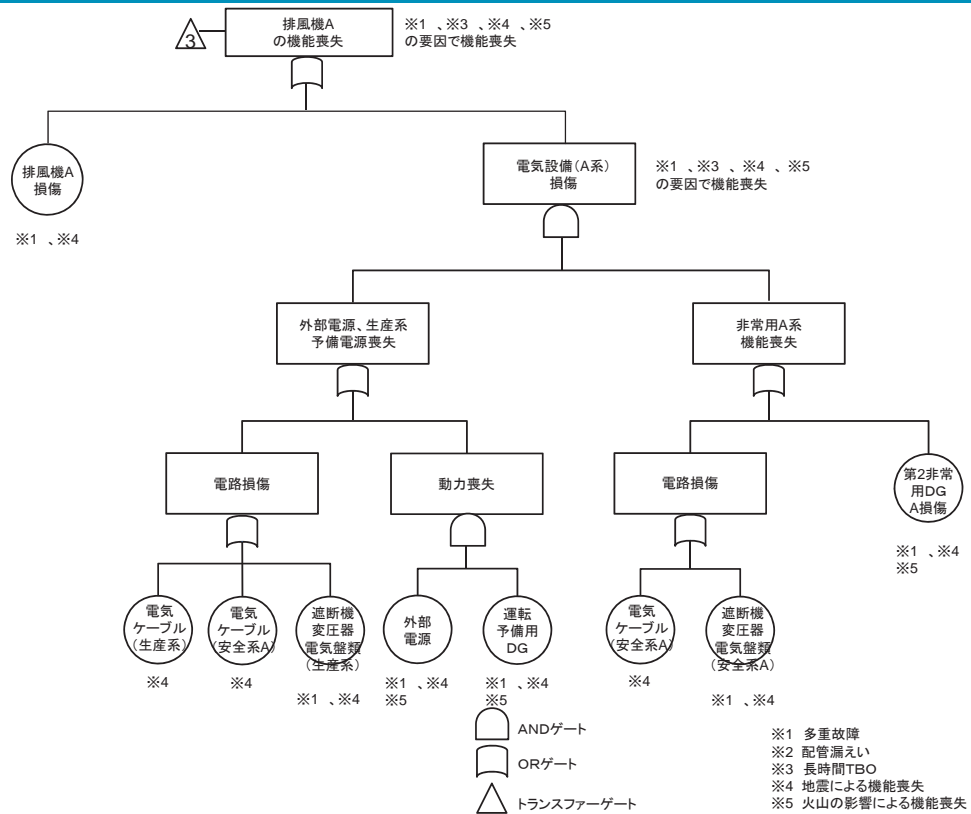 3
排風機A
の機能喪失
※1 、※3 、※4 、※5
の要因で機能喪失
排風機A
損傷
※1 、※4
電気設備(A系)
損傷
※1 、※3 、※4 、※5
の要因で機能喪失
外部電源、生産系
予備電源喪失
非常用A系
機能喪失
電路損傷
動力喪失
電路損傷
第2非常
用DG
A損傷
※1 、※4
※5
電気
ケーブル
(生産系)
※4
電気
ケーブル
(安全系A)
※4
遮断機
変圧器
電気盤類
(生産系)
※1 、※4
外部
電源
※1 、※4
※5
運転
予備用
DG
※1 、※4
※5
電気
ケーブル
(安全系A)
※4
遮断機
変圧器
電気盤類
(安全系A)
※1 、※4
ANDゲート
ORゲート
トランスファーゲート
※1 多重故障
※2 配管漏えい
※3 長時間TBO
※4 地震による機能喪失
※5 火山の影響による機能喪失